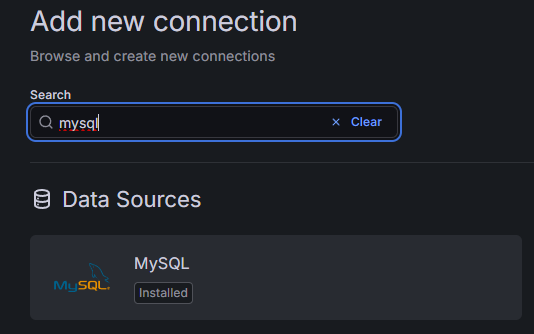 Add new connection
Browse and create new connections
Search
mysql
Clear
Data Sources
MySQL
MySQL
Installed